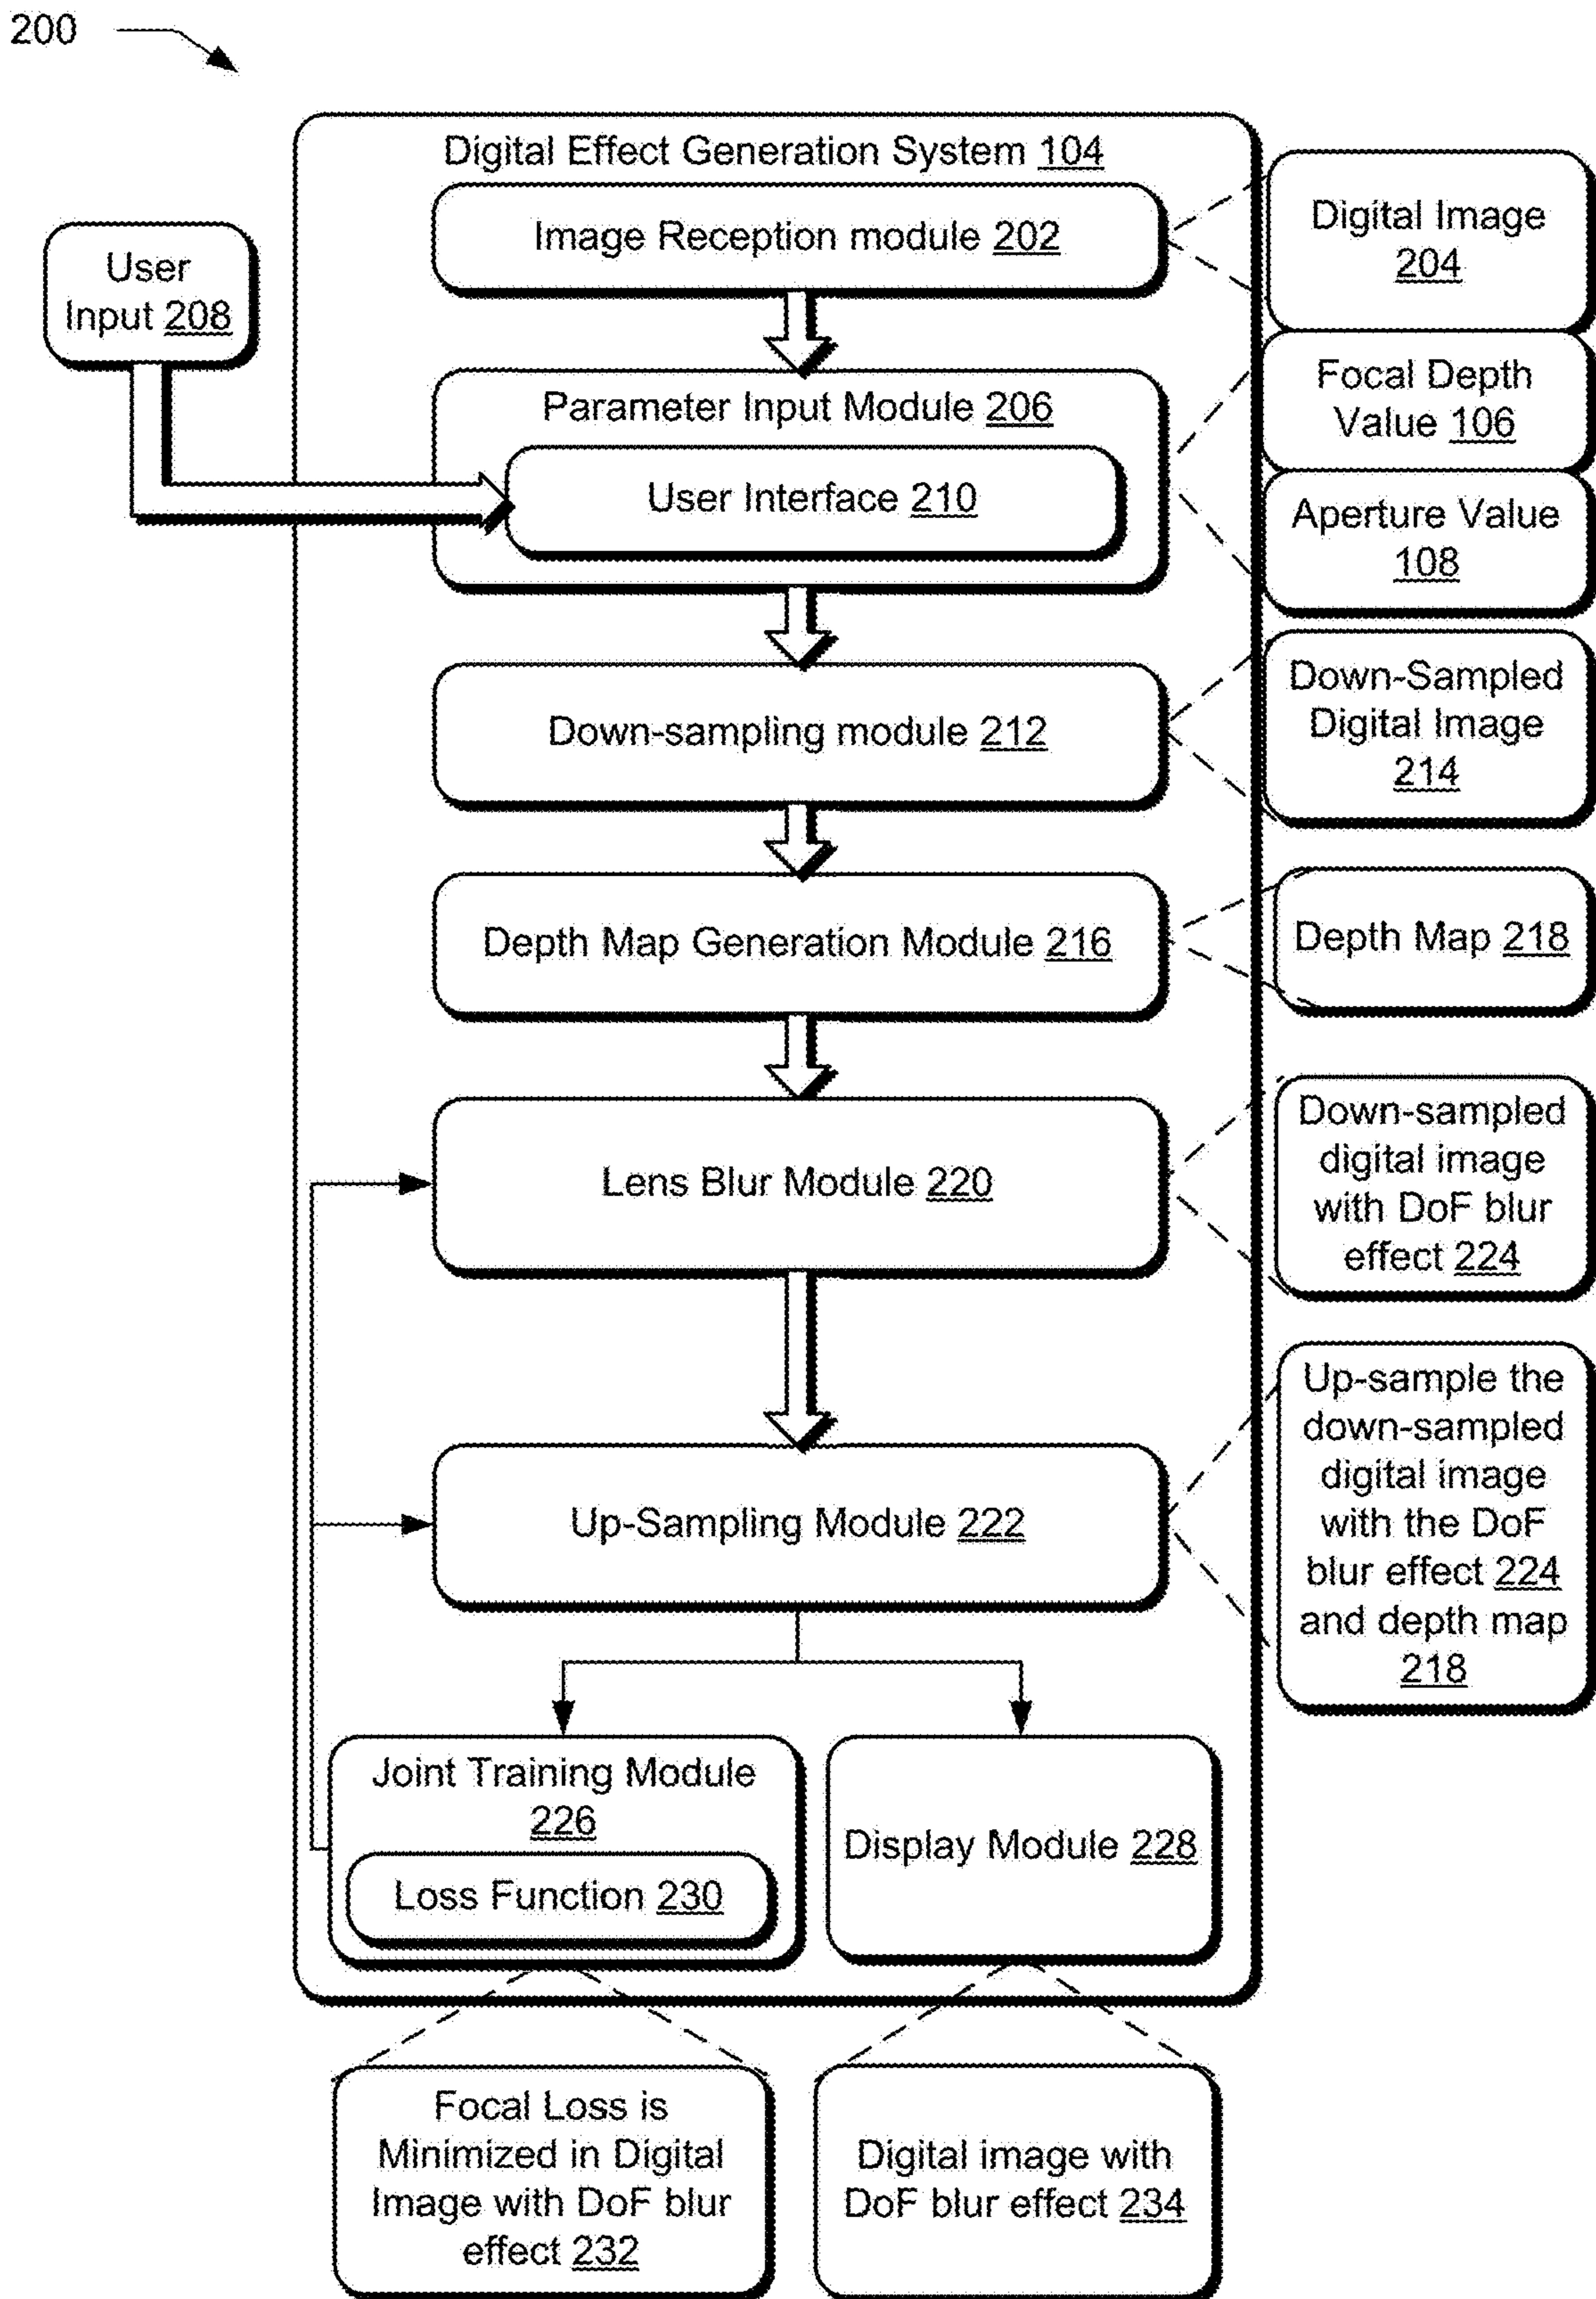 200
Digital Effect Generation System 104
Image Reception module 202
Digital Image
204
User
Input 208
Parameter Input Module 206
User Interface 210
Focal Depth
Value 106
Aperture Value
108
Down-sampling module 212
Down-Sampled
Digital Image
214
Depth Map Generation Module 216
Depth Map 218
Lens Blur Module 220
Down-sampled
digital image
with DoF blur
effect 224
Up-Sampling Module 222
Up-sample the
down-sampled
digital image
with the DoF
blur effect 224
and depth map
218
Joint Training Module
226
Loss Function 230
Display Module 228
Focal Loss is
Minimized in Digital
Image with DoF blur
effect 232
Digital image with
DoF blur effect 234